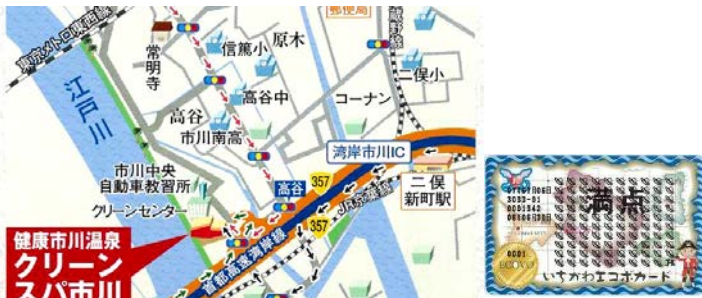 東京メトロ東西線
江戸川
常明寺
信篤小
原木
郵便局
武蔵野線
二俣小
高谷中
高谷
市川南高
コーナン
湾岸市川IC
市川中央
自動車教習所
クリーンセンター
高谷
357
357
JR京葉線
二俣
新町駅
首都高速湾岸線
健康市川温泉
クリーン
スパ市川
満点
0001
いちかわエコボカード